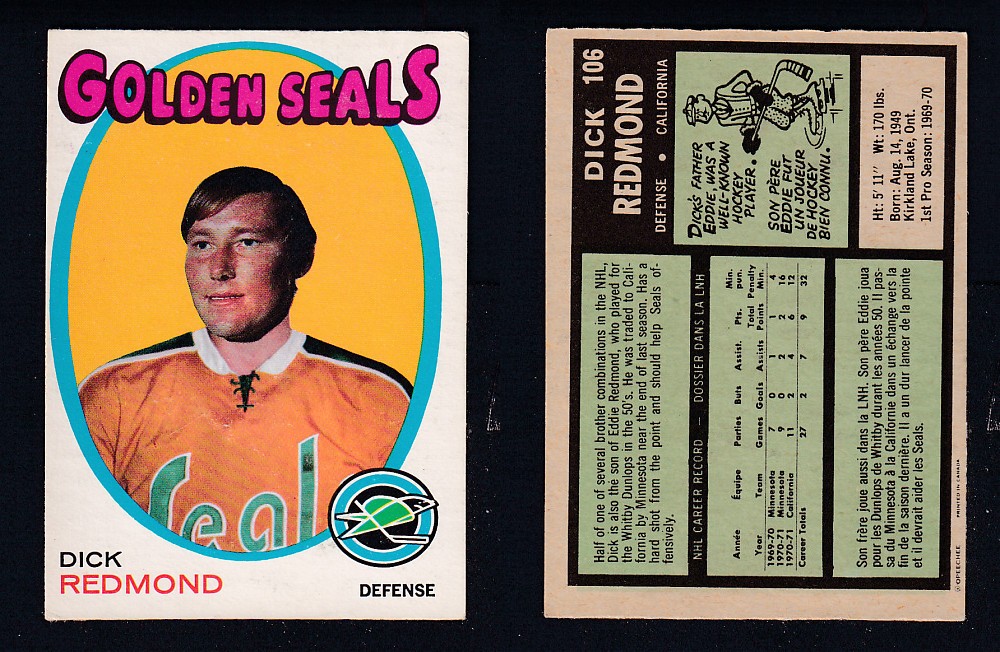 GOLDEN SEALS
Seal
DICK
REDMOND
DEFENSE
DICK 106
REDMOND
DEFENSE • CALIFORNIA
DICK'S FATHER
EDDIE, WAS A
WELL-KNOWN
HOCKEY
PLAYER.
SON PÈRE
EDDIE FUT
UN JOUEUR
DE HOCKEY
BIEN CONNU.
Ht: 5' 11" Wt: 170 lbs.
Born: Aug. 14, 1949
Kirkland Lake, Ont.
1st Pro Season: 1969-70
Half of one of several brother combinations in the NHL,
Dick is also the son of Eddie Redmond, who played for
the Whitby Dunlops in the 50's. He was traded to Cali-
fornia by Minnesota near the end of last season. Has a
hard shot from the point and should help Seals of-
fensively.
NHL CAREER RECORD — DOSSIER DANS LA LNH
Année Équipe Parties Buts Assist. Pts. Min. pun.
Year Team Games Goals Assists Total Points Penalty Min.
1969-70 Minnesota 7 0 1 1 4
1970-71 Minnesota 9 0 2 2 16
1970-71 California 11 2 4 6 12
Career Totals 27 2 7 9 32
Son frère joue aussi dans la LNH. Son père Eddie joua
pour les Dunlops de Whitby durant les années 50. Il pas-
sa du Minnesota à la Californie dans un échange vers la
fin de la saison dernière. Il a un dur lancer de la pointe
et il devrait aider les Seals.
© OPEECHEE PRINTED IN CANADA